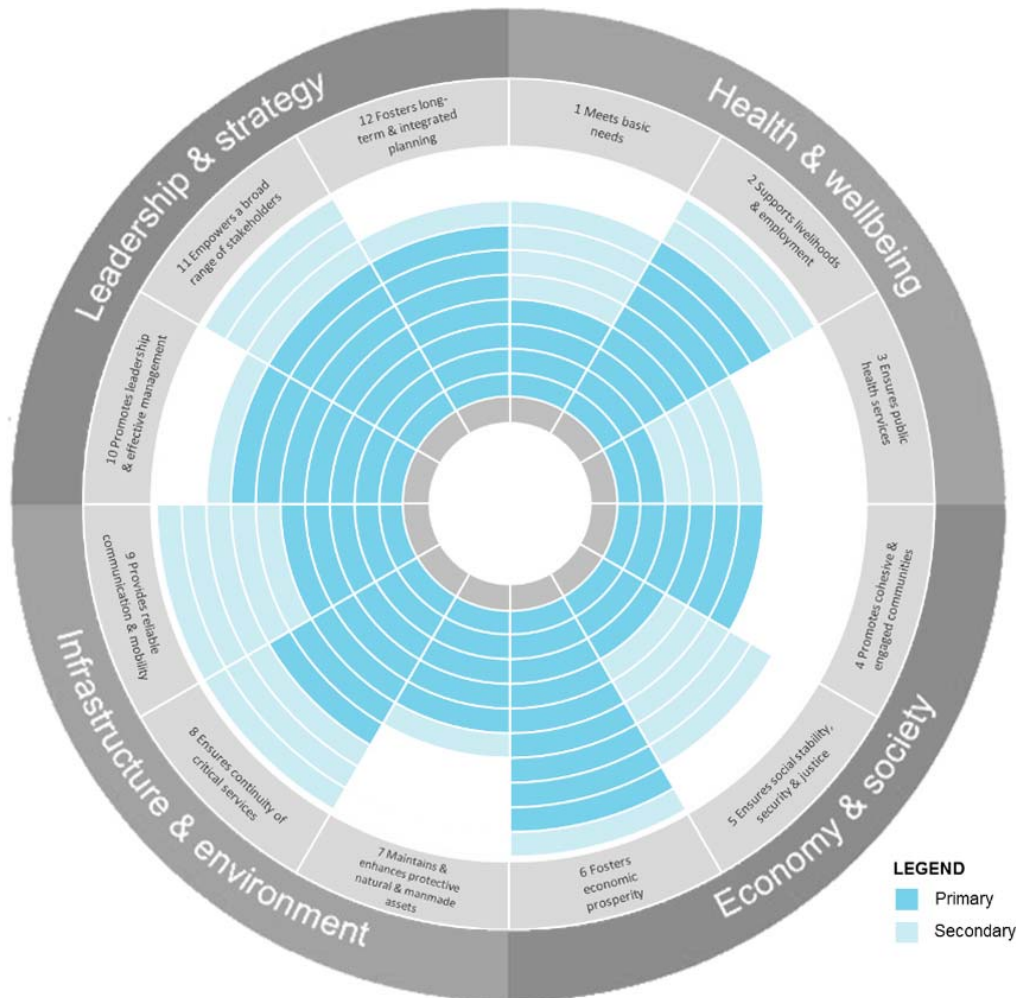 Leadership & strategy
Health & wellbeing
Economy & society
Infrastructure & environment
1 Meets basic
needs
2 Supports livelihoods
& employment
3 Ensures public
health services
4 Promotes cohesive &
engaged communities
5 Ensures social stability,
security & justice
6 Fosters
economic
prosperity
7 Maintains &
enhances protective
natural & manmade
assets
8 Ensures continuity of
critical services
9 Provides reliable
communication & mobility
10 Promotes leadership
& effective management
11 Empowers a broad
range of stakeholders
12 Fosters long-
term & integrated
planning
LEGEND
Primary
Secondary